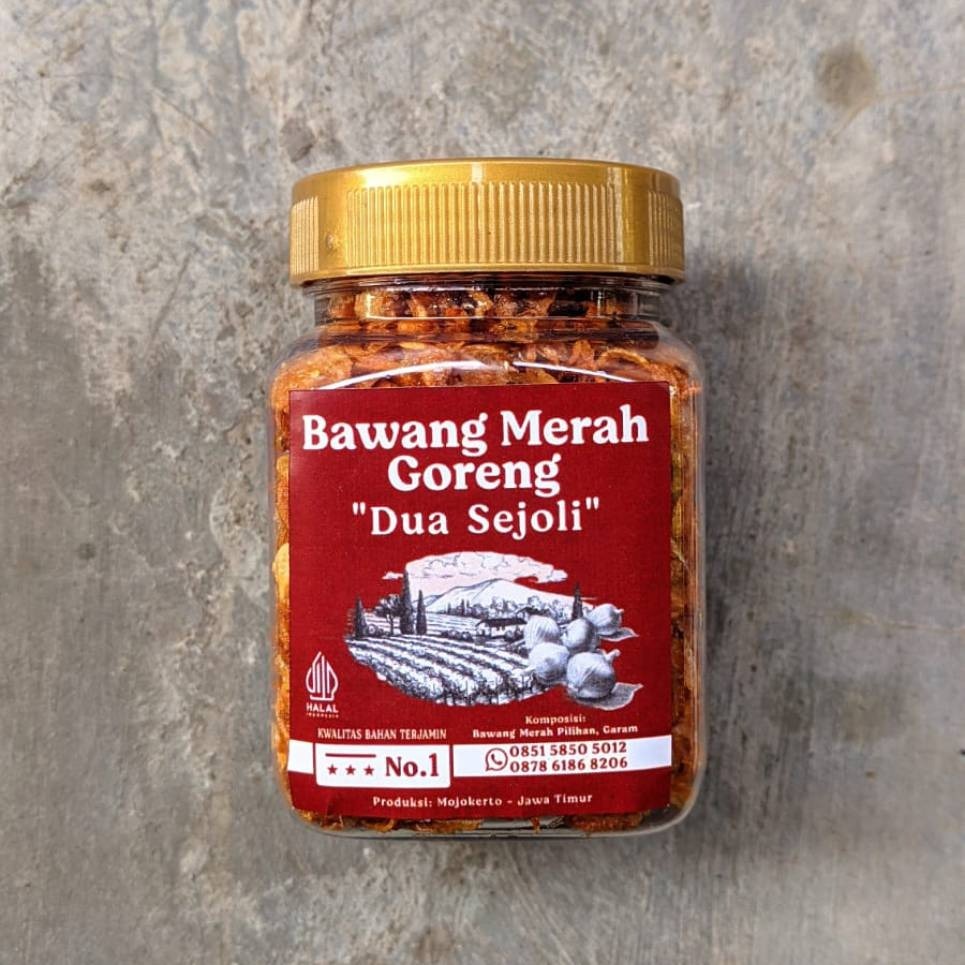 Bawang Merah
Goreng
"Dua Sejoli"
HALAL
INDONESIA
KWALITAS BAHAN TERJAMIN
No.1
Komposisi:
Bawang Merah Pilihan, Garam
0851 5850 5012
0878 6186 8206
Produksi: Mojokerto - Jawa Timur